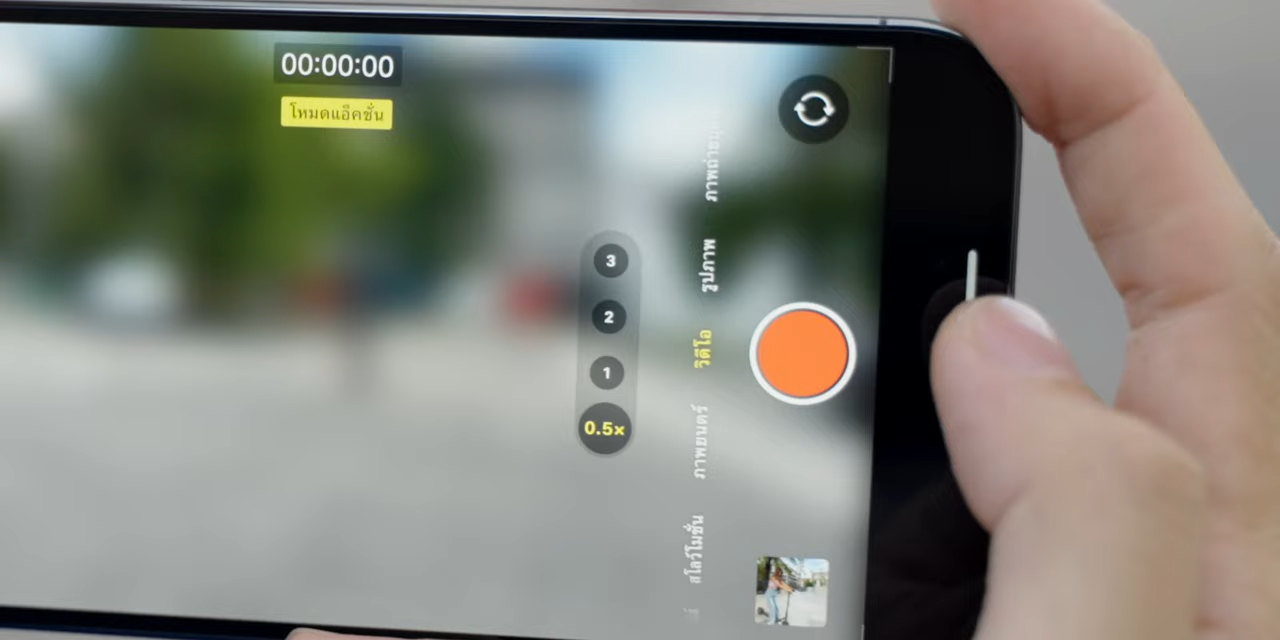 00:00:00
โหมดแอ็คชั่น
3
2
1
0.5x
รูปภาพ
วิดีโอ
ภาพยนตร์
สโลว์โมชั่น